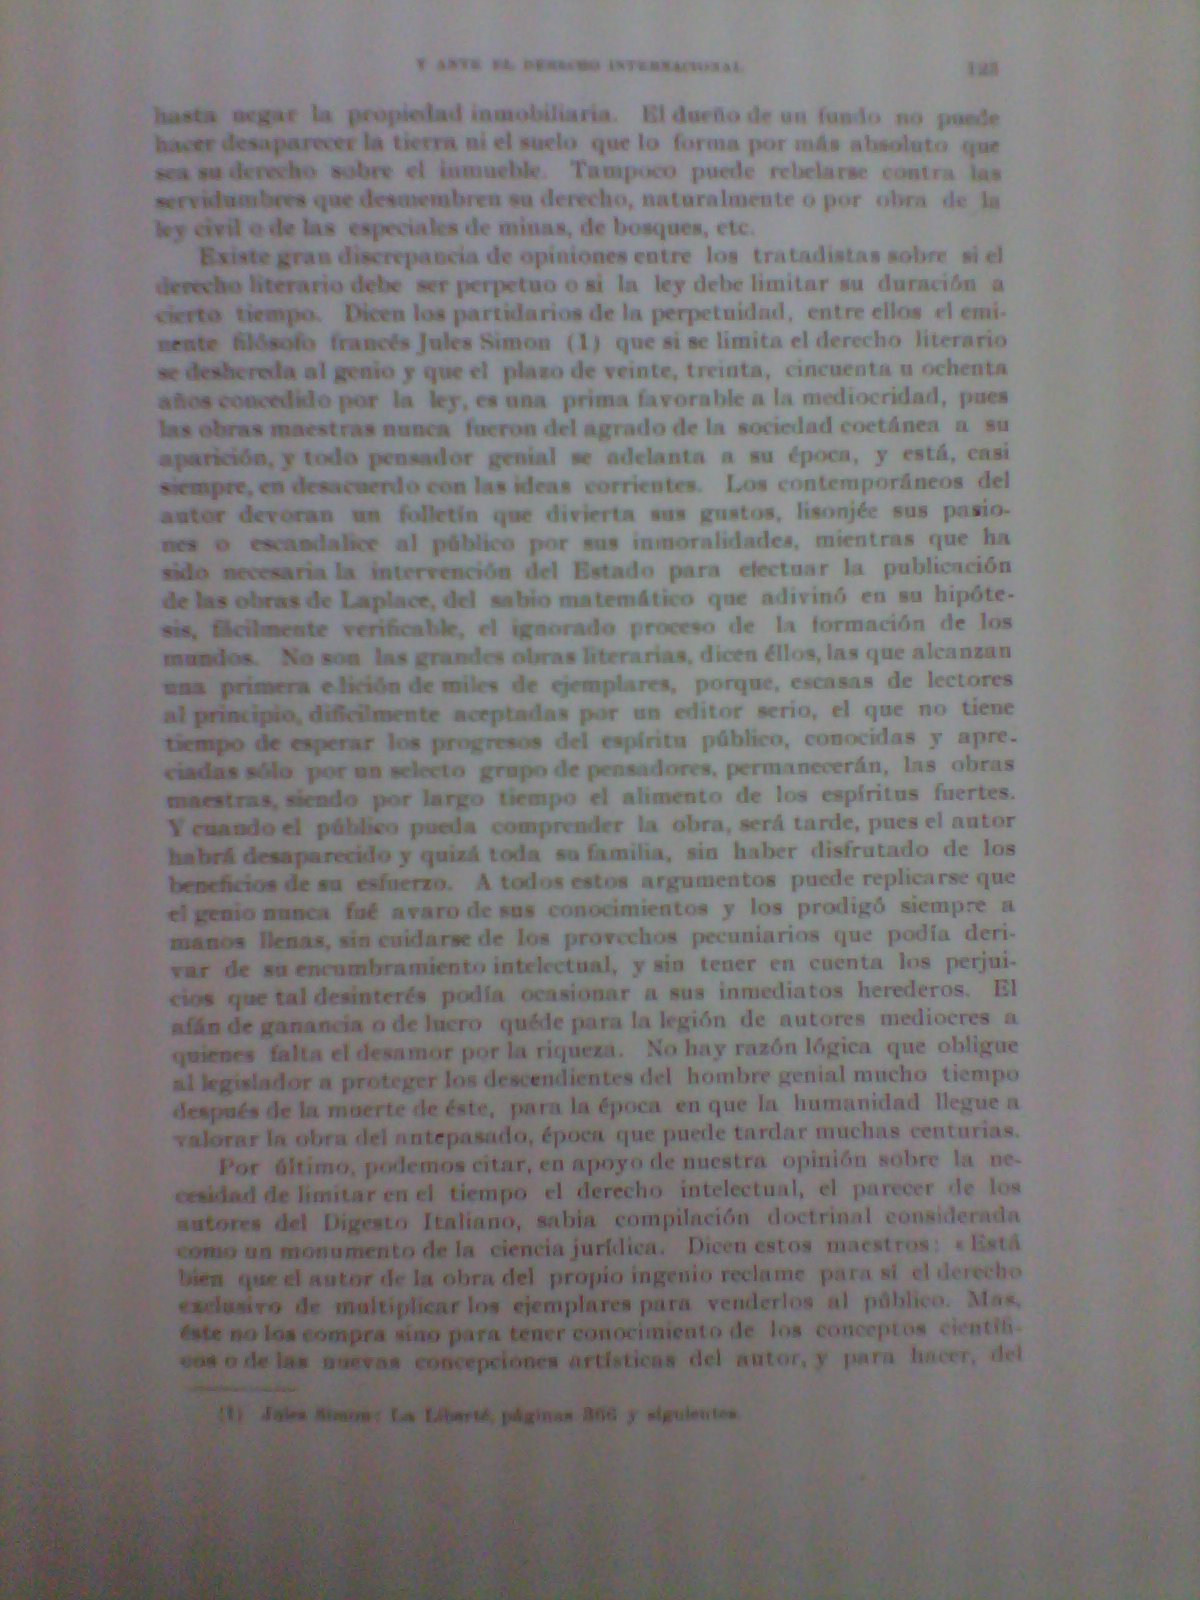 Y ANTE EL DERECHO INTERNACIONAL 123
hasta negar la propiedad inmobiliaria. El dueño de un fundo no puede
hacer desaparecer la tierra ni el suelo que lo forma por más absoluto que
sea su derecho sobre el inmueble. Tampoco puede rebelarse contra las
servidumbres que desmembren su derecho, naturalmente o por obra de la
ley civil o de las especiales de minas, de bosques, etc.
Existe gran discrepancia de opiniones entre los tratadistas sobre si el
derecho literario debe ser perpetuo o si la ley debe limitar su duración a
cierto tiempo. Dicen los partidarios de la perpetuidad, entre ellos el emi-
nente filósofo francés Jules Simon (1) que si se limita el derecho literario
se deshereda al genio y que el plazo de veinte, treinta, cincuenta u ochenta
años concedido por la ley, es una prima favorable a la mediocridad, pues
las obras maestras nunca fueron del agrado de la sociedad coetánea a su
aparición, y todo pensador genial se adelanta a su época, y está, casi
siempre, en desacuerdo con las ideas corrientes. Los contemporáneos del
autor devoran un folletín que divierta sus gustos, lisonjée sus pasio-
nes o escandalice al público por sus inmoralidades, mientras que ha
sido necesaria la intervención del Estado para efectuar la publicación
de las obras de Laplace, del sabio matemático que adivinó en su hipóte-
sis, fácilmente verificable, el ignorado proceso de la formación de los
mundos. No son las grandes obras literarias, dicen éllos, las que alcanzan
una primera edición de miles de ejemplares, porque, escasas de lectores
al principio, difícilmente aceptadas por un editor serio, el que no tiene
tiempo de esperar los progresos del espíritu público, conocidas y apre-
ciadas sólo por un selecto grupo de pensadores, permanecerán, las obras
maestras, siendo por largo tiempo el alimento de los espíritus fuertes.
Y cuando el público pueda comprender la obra, será tarde, pues el autor
habrá desaparecido y quizá toda su familia, sin haber disfrutado de los
beneficios de su esfuerzo. A todos estos argumentos puede replicarse que
el genio nunca fué avaro de sus conocimientos y los prodigó siempre a
manos llenas, sin cuidarse de los provechos pecuniarios que podía deri-
var de su encumbramiento intelectual, y sin tener en cuenta los perjui-
cios que tal desinterés podía ocasionar a sus inmediatos herederos. El
afán de ganancia o de lucro quéde para la legión de autores mediocres a
quienes falta el desamor por la riqueza. No hay razón lógica que obligue
al legislador a proteger los descendientes del hombre genial mucho tiempo
después de la muerte de éste, para la época en que la humanidad llegue a
valorar la obra del antepasado, época que puede tardar muchas centurias.
Por último, podemos citar, en apoyo de nuestra opinión sobre la ne-
cesidad de limitar en el tiempo el derecho intelectual, el parecer de los
autores del Digesto Italiano, sabia compilación doctrinal considerada
como un monumento de la ciencia jurídica. Dicen estos maestros: «Está
bien que el autor de la obra del propio ingenio reclame para sí el derecho
exclusivo de multiplicar los ejemplares para venderlos al público. Mas,
éste no los compra sino para tener conocimiento de los conceptos científi-
cos o de las nuevas concepciones artísticas del autor, y para hacer, del
(1) Jules Simon: La Liberté, páginas 366 y siguientes.